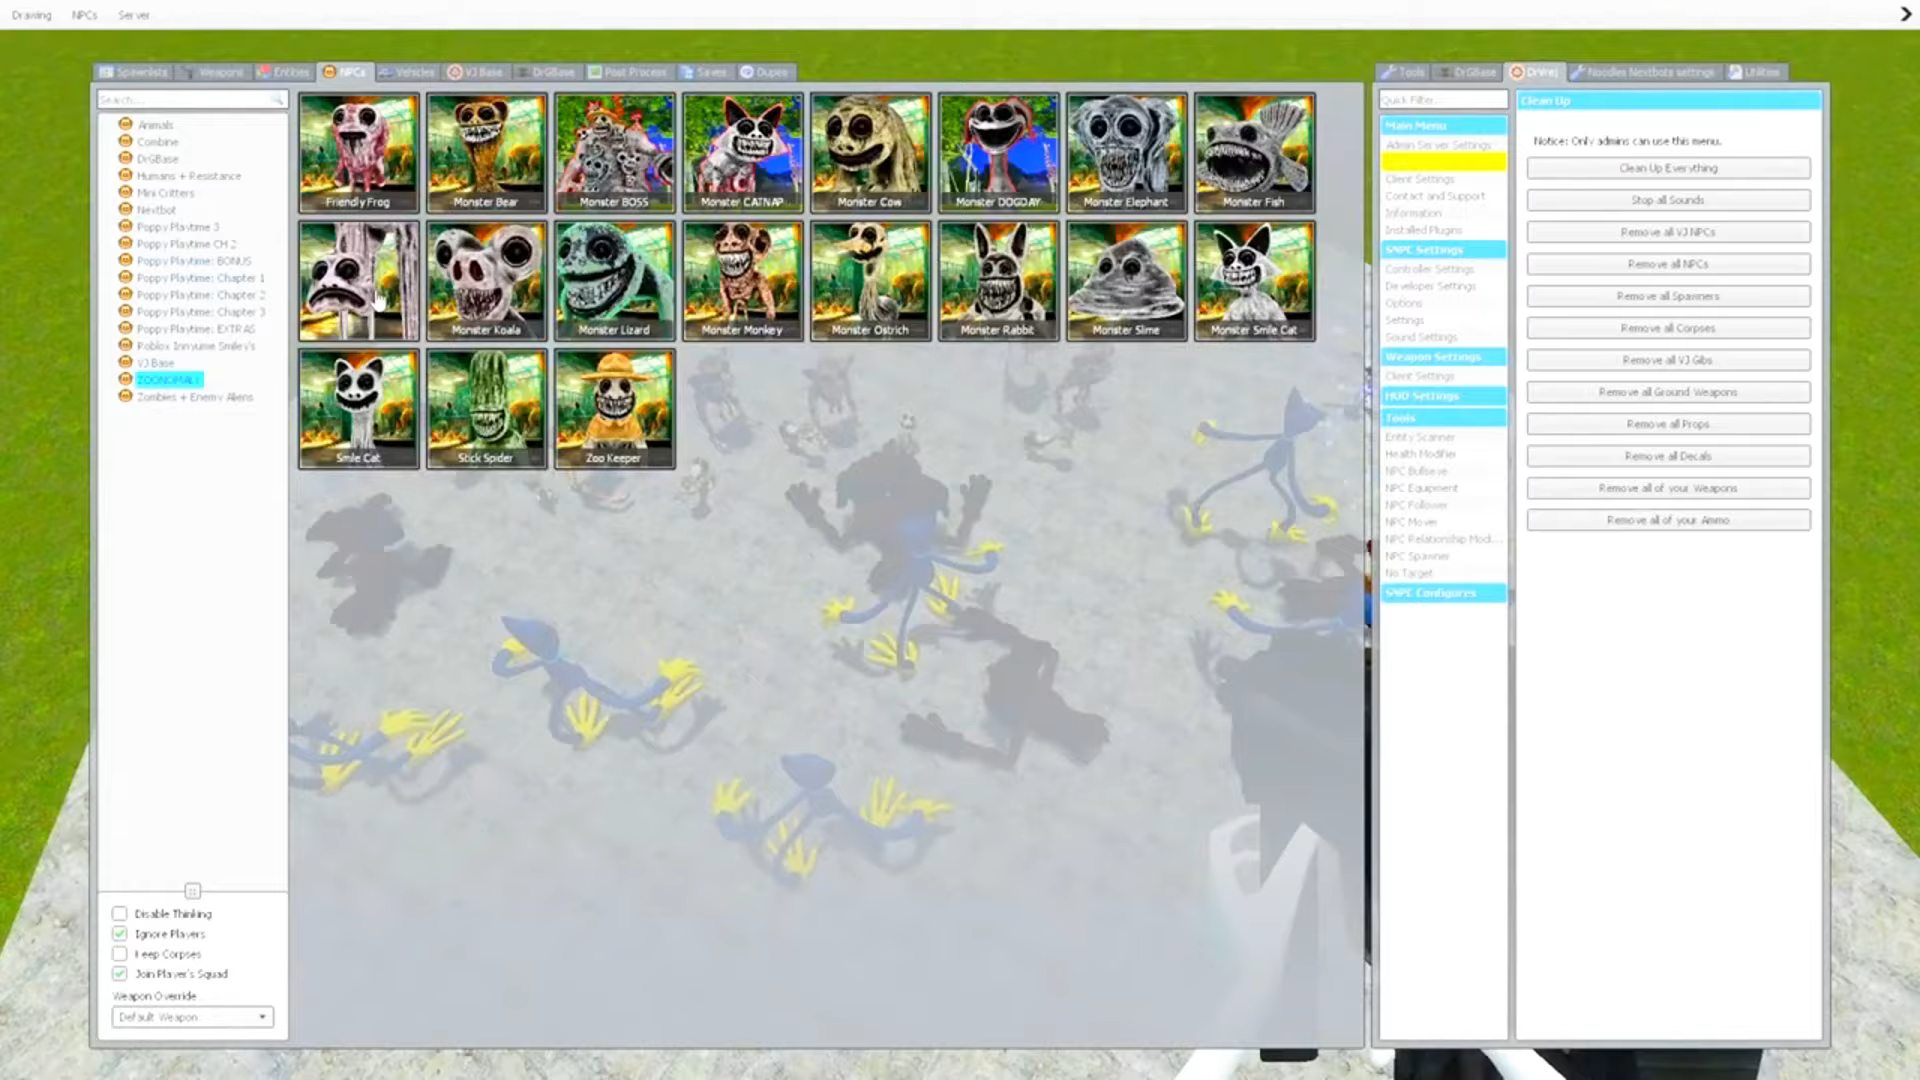 Drawing NPCs Server
Spawnlists Weapons Entities NPCs Vehicles VJ Base DrGBase Post Process Saves Dupes
Search...
Animals
Combine
DrGBase
Humans + Resistance
Mini Critters
Nextbot
Poppy Playtime 3
Poppy Playtime CH 2
Poppy Playtime: BONUS
Poppy Playtime: Chapter 1
Poppy Playtime: Chapter 2
Poppy Playtime: Chapter 3
Poppy Playtime: EXTRAS
Roblox Innyume Smiley's
VJ Base
ZOONOMALY
Zombies + Enemy Aliens
Friendly Frog
Monster Bear
Monster BOSS
Monster CATNAP
Monster Cow
Monster DOGDAY
Monster Elephant
Monster Fish
Monster Koala
Monster Lizard
Monster Monkey
Monster Ostrich
Monster Rabbit
Monster Slime
Monster Smile Cat
Smile Cat
Stick Spider
Zoo Keeper
Disable Thinking
Ignore Players
Keep Corpses
Join Player's Squad
Weapon Override
Default Weapon
Tools DrGBase DrVrej Noodles Nextbots settings Utilities
Quick Filter...
Main Menu
Admin Server Settings
Client Settings
Contact and Support
Information
Installed Plugins
SNPC Settings
Controller Settings
Developer Settings
Options
Settings
Sound Settings
Weapon Settings
Client Settings
HUD Settings
Tools
Entity Scanner
Health Modifier
NPC Bullseye
NPC Equipment
NPC Follower
NPC Mover
NPC Relationship Modi...
NPC Spawner
No Target
SNPC Configures
Clean Up
Notice: Only admins can use this menu.
Clean Up Everything
Stop all Sounds
Remove all VJ NPCs
Remove all NPCs
Remove all Spawners
Remove all Corpses
Remove all VJ Gibs
Remove all Ground Weapons
Remove all Props
Remove all Decals
Remove all of your Weapons
Remove all of your Ammo